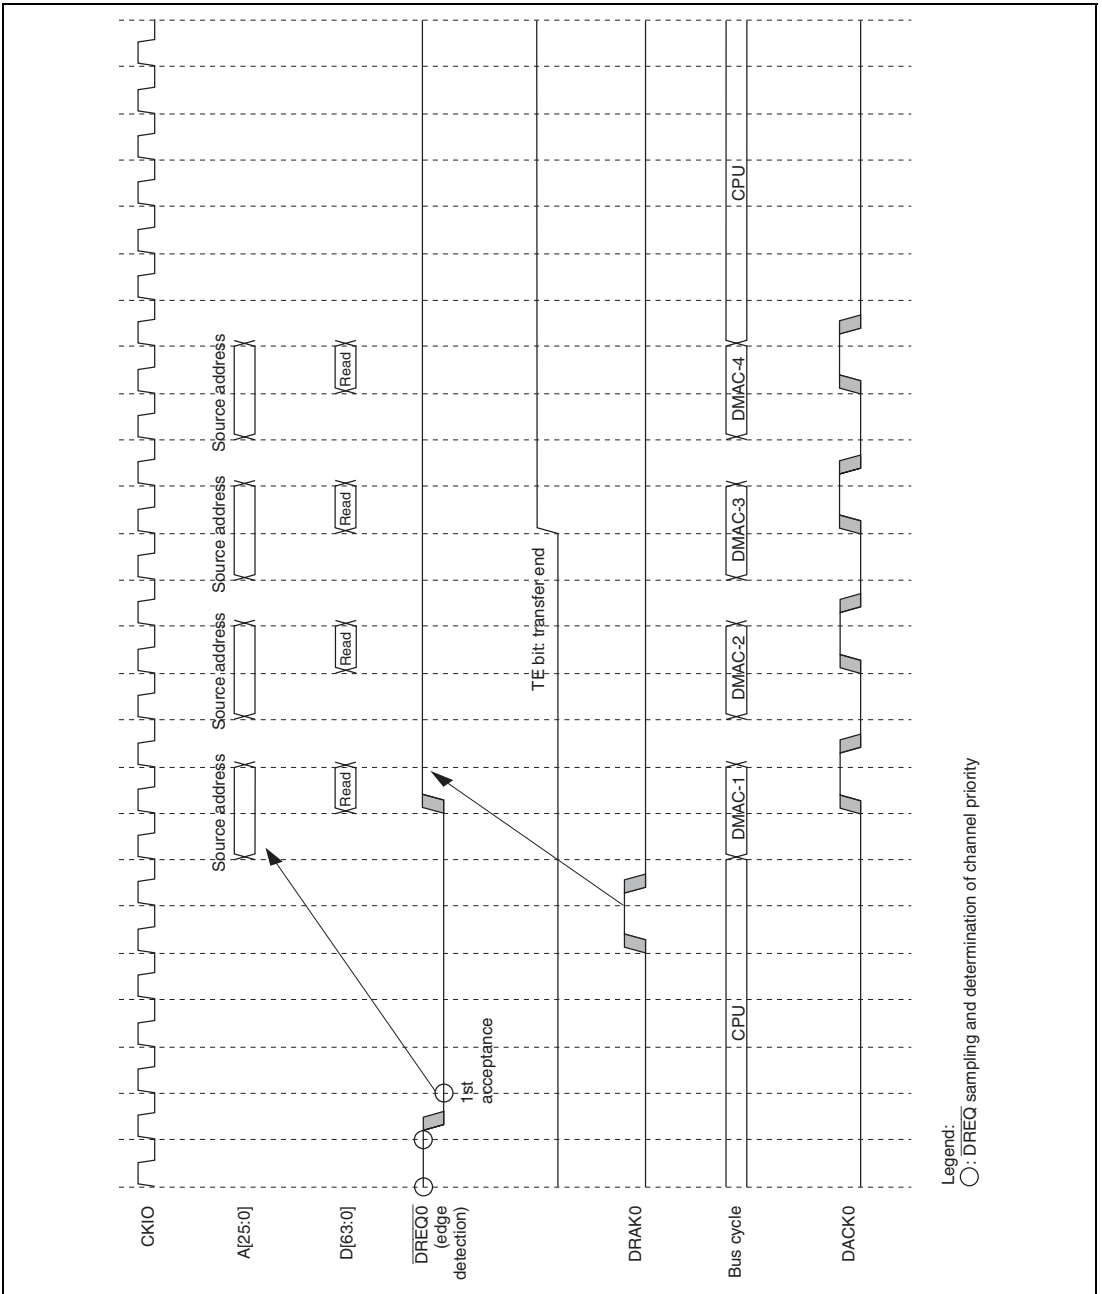 CKIO
A[25:0]
Source address
Source address
Source address
Source address
D[63:0]
Read
Read
Read
Read
DREQ0
(edge
detection)
1st
acceptance
TE bit: transfer end
DRAK0
Bus cycle
CPU
DMAC-1
DMAC-2
DMAC-3
DMAC-4
CPU
DACK0
Legend:
○: DREQ sampling and determination of channel priority